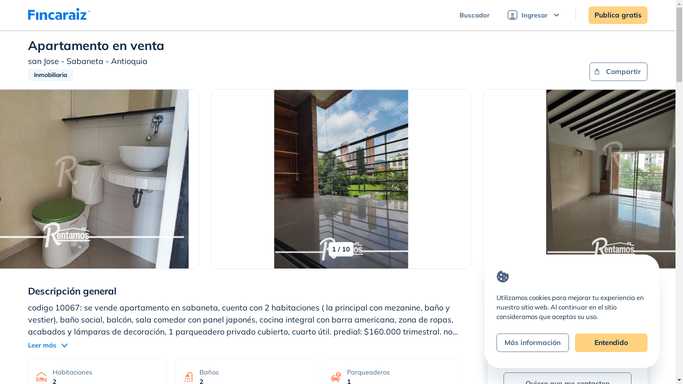 Fincaraiz
Buscador
Ingresar
Publica gratis
Apartamento en venta
san Jose - Sabaneta - Antioquia
Inmobiliaria
Compartir
Rentamos
Rentamos
1 / 10
Rentamos
Descripción general
codigo 10067: se vende apartamento en sabaneta, cuenta con 2 habitaciones ( la principal con mezanine, baño y
vestier), baño social, balcón, sala comedor con panel japonés, cocina integral con barra americana, zona de ropas,
acabados y lámparas de decoración, 1 parqueadero privado cubierto, cuarto útil. predial: $160.000 trimestral. no...
Leer más
Habitaciones
2
Baños
2
Parqueaderos
1
Utilizamos cookies para mejorar tu experiencia en
nuestro sitio web. Al continuar en el sitio
consideramos que aceptas su uso.
Más información
Entendido
Quiero que me contacten